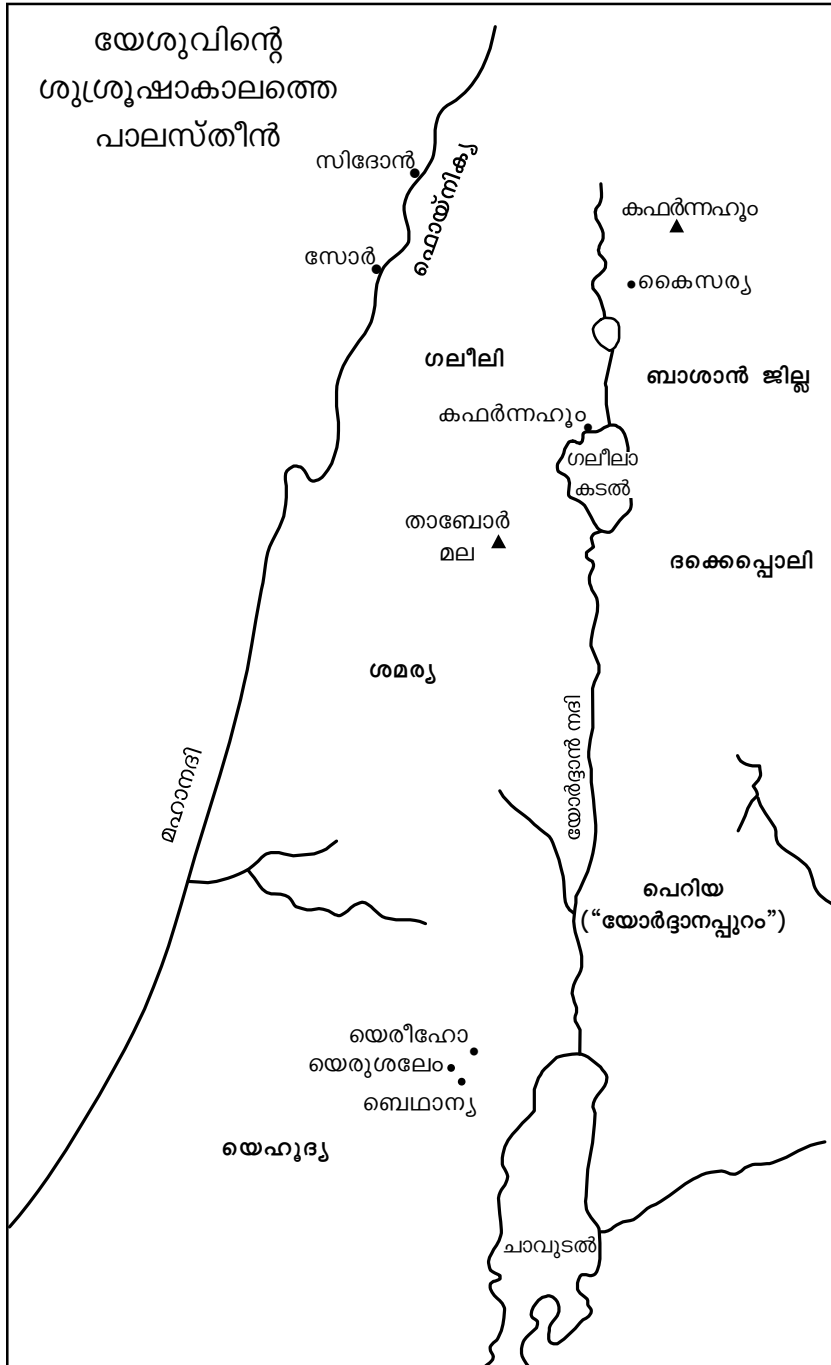 യേശുവിന്റെ
ശുശ്രൂഷാകാലത്തെ
പാലസ്തീൻ
സിദോൻ
ഫൊയ്നിക്യ
കഫർന്നഹൂം
സോർ
കൈസര്യ
ഗലീലി
ബാശാൻ ജില്ല
കഫർന്നഹൂം
ഗലീലാ
കടൽ
താബോർ
മല
ദക്കെപ്പൊലി
ശമര്യ
യോർദ്ദാൻ നദി
മഹാനദി
പെറിയ
(“യോർദ്ദാനപ്പുറം”)
യെരീഹോ
യെരുശലേം
ബെഥാന്യ
യെഹൂദ്യ
ചാവുടൽ